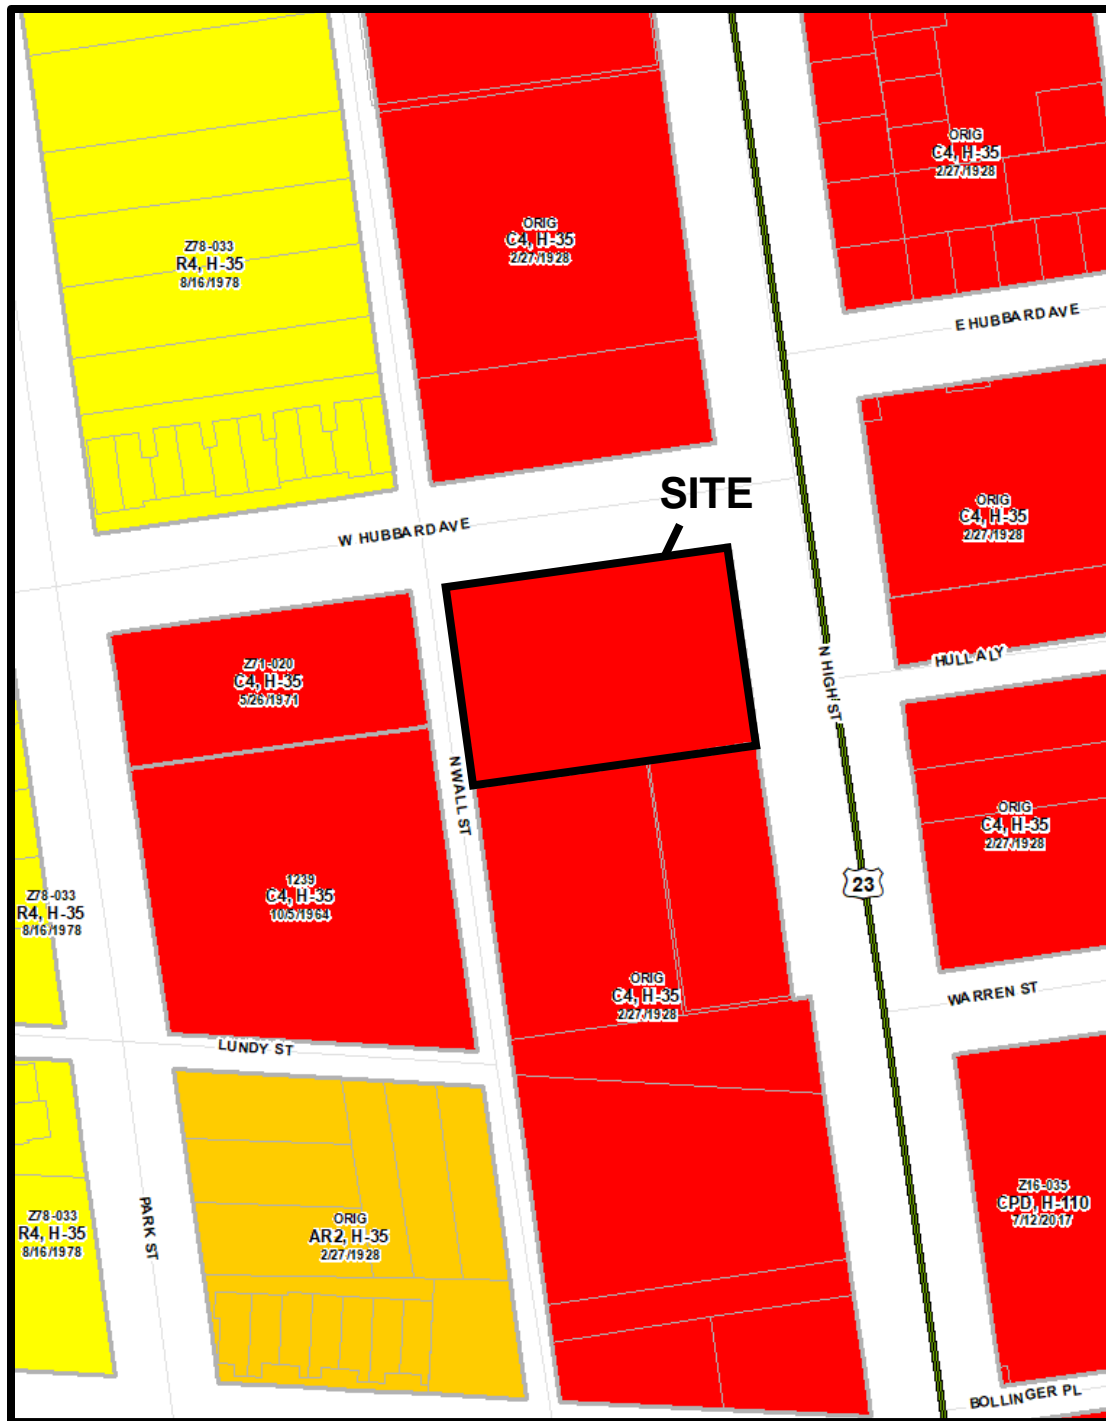 ORIG
C4, H-35
2/27/1928
ORIG
C4, H-35
2/27/1928
Z78-033
R4, H-35
8/16/1978
E HUBBARD AVE
SITE
ORIG
C4, H-35
2/27/1928
W HUBBARD AVE
HULL ALY
Z71-020
C4, H-35
5/26/1971
N HIGH ST
N WALL ST
ORIG
C4, H-35
2/27/1928
1239
C4, H-35
10/5/1964
23
Z78-033
R4, H-35
8/16/1978
ORIG
C4, H-35
2/27/1928
WARREN ST
LUNDY ST
Z16-035
CPD, H-110
7/12/2017
PARK ST
Z78-033
R4, H-35
8/16/1978
ORIG
AR2, H-35
2/27/1928
BOLLINGER PL